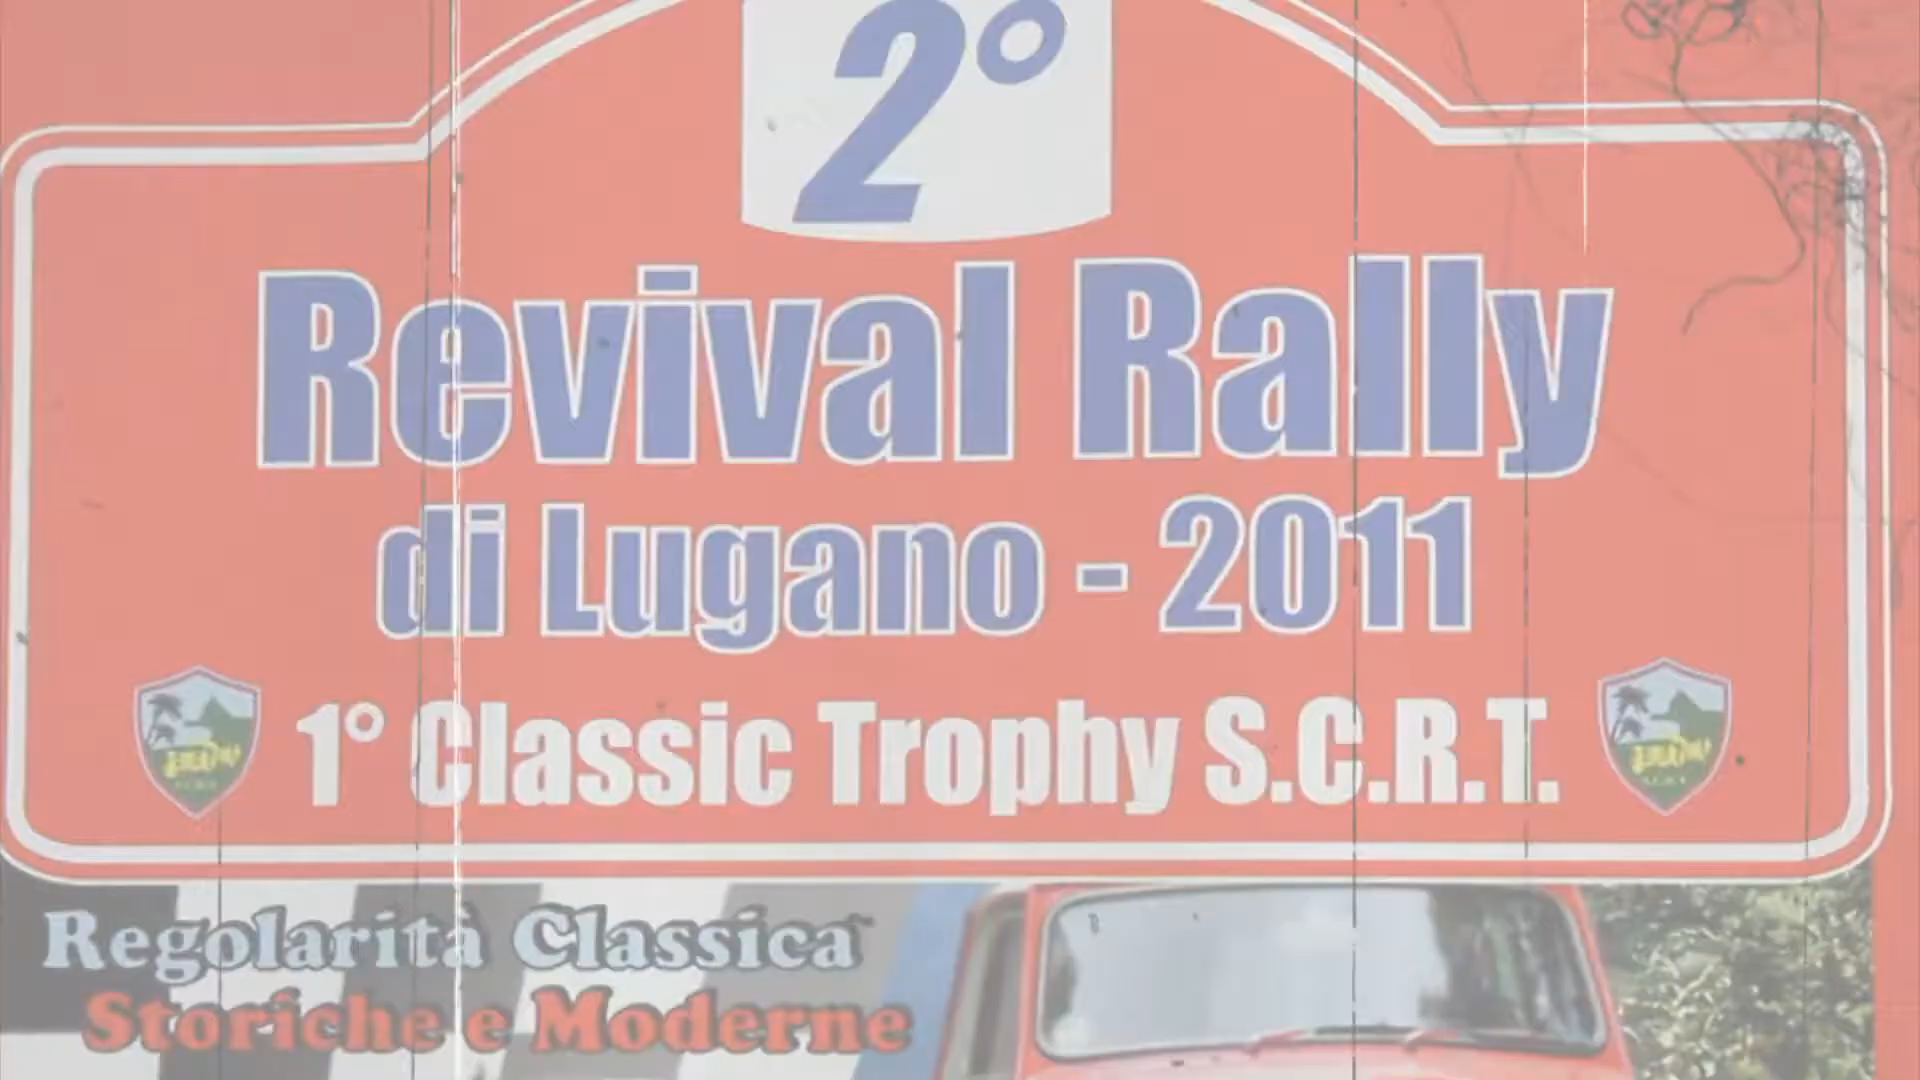 2°
Revival Rally
di Lugano - 2011
1° Classic Trophy S.C.R.T.
Regolarità Classica
Storiche e Moderne